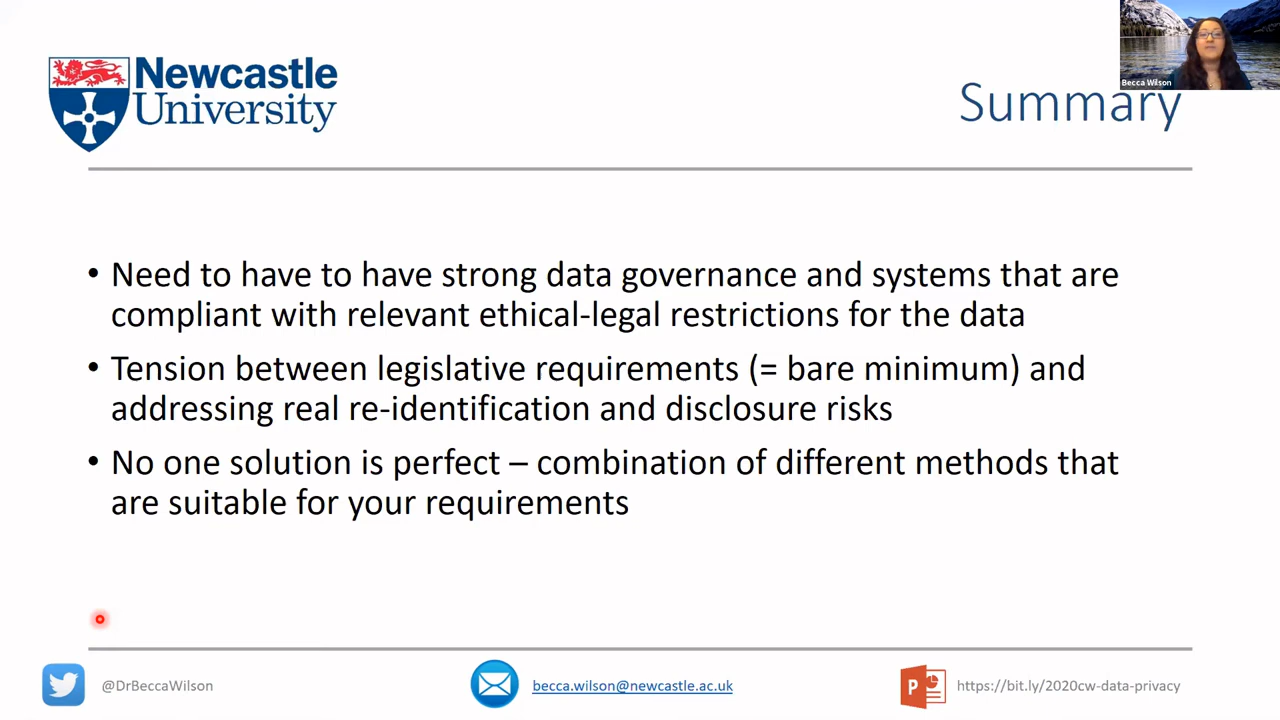 Newcastle
University
Becca Wilson
Summary
• Need to have to have strong data governance and systems that are
compliant with relevant ethical-legal restrictions for the data
• Tension between legislative requirements (= bare minimum) and
addressing real re-identification and disclosure risks
• No one solution is perfect – combination of different methods that
are suitable for your requirements
@DrBeccaWilson
becca.wilson@newcastle.ac.uk
P
https://bit.ly/2020cw-data-privacy